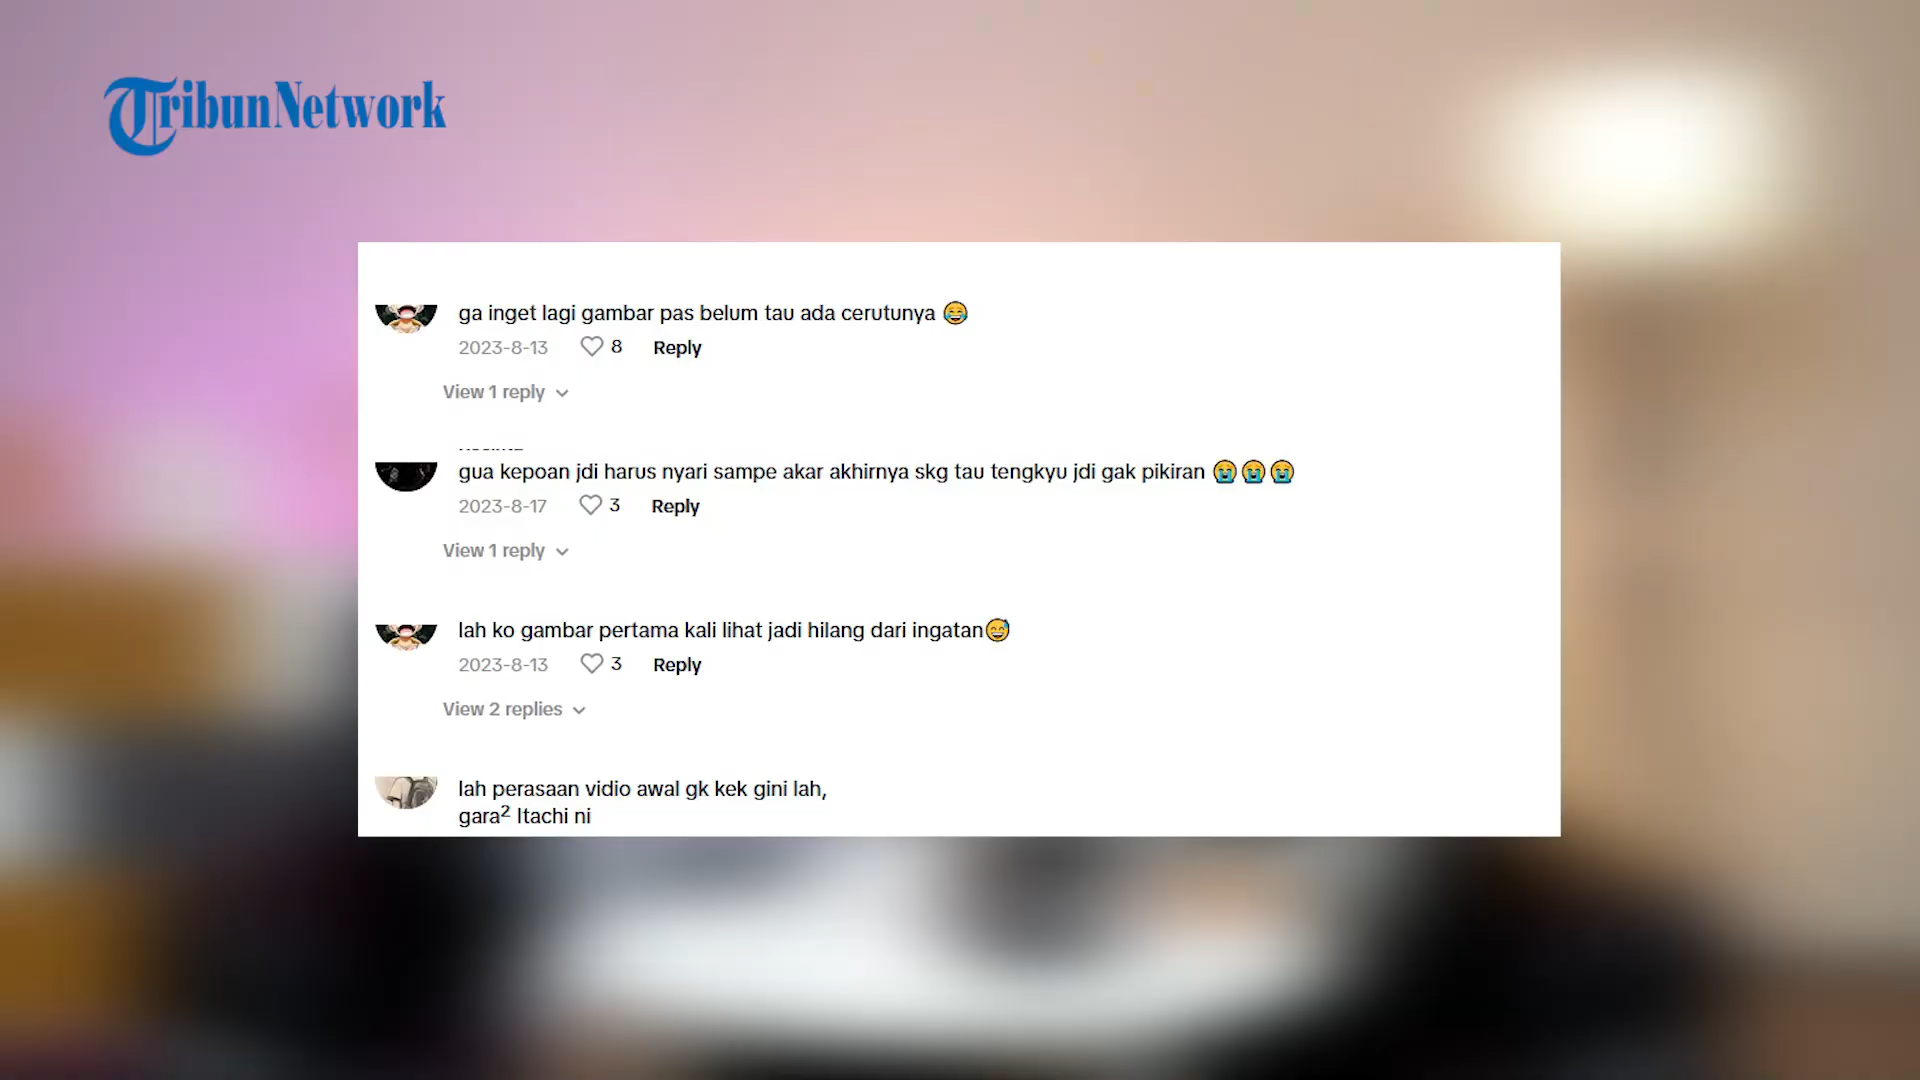 TribunNetwork
ga inget lagi gambar pas belum tau ada cerutunya 😂
2023-8-13 8 Reply
View 1 reply
gua kepoan jdi harus nyari sampe akar akhirnya skg tau tengkyu jdi gak pikiran 😭😭😭
2023-8-17 3 Reply
View 1 reply
lah ko gambar pertama kali lihat jadi hilang dari ingatan😅
2023-8-13 3 Reply
View 2 replies
lah perasaan vidio awal gk kek gini lah,
gara² Itachi ni